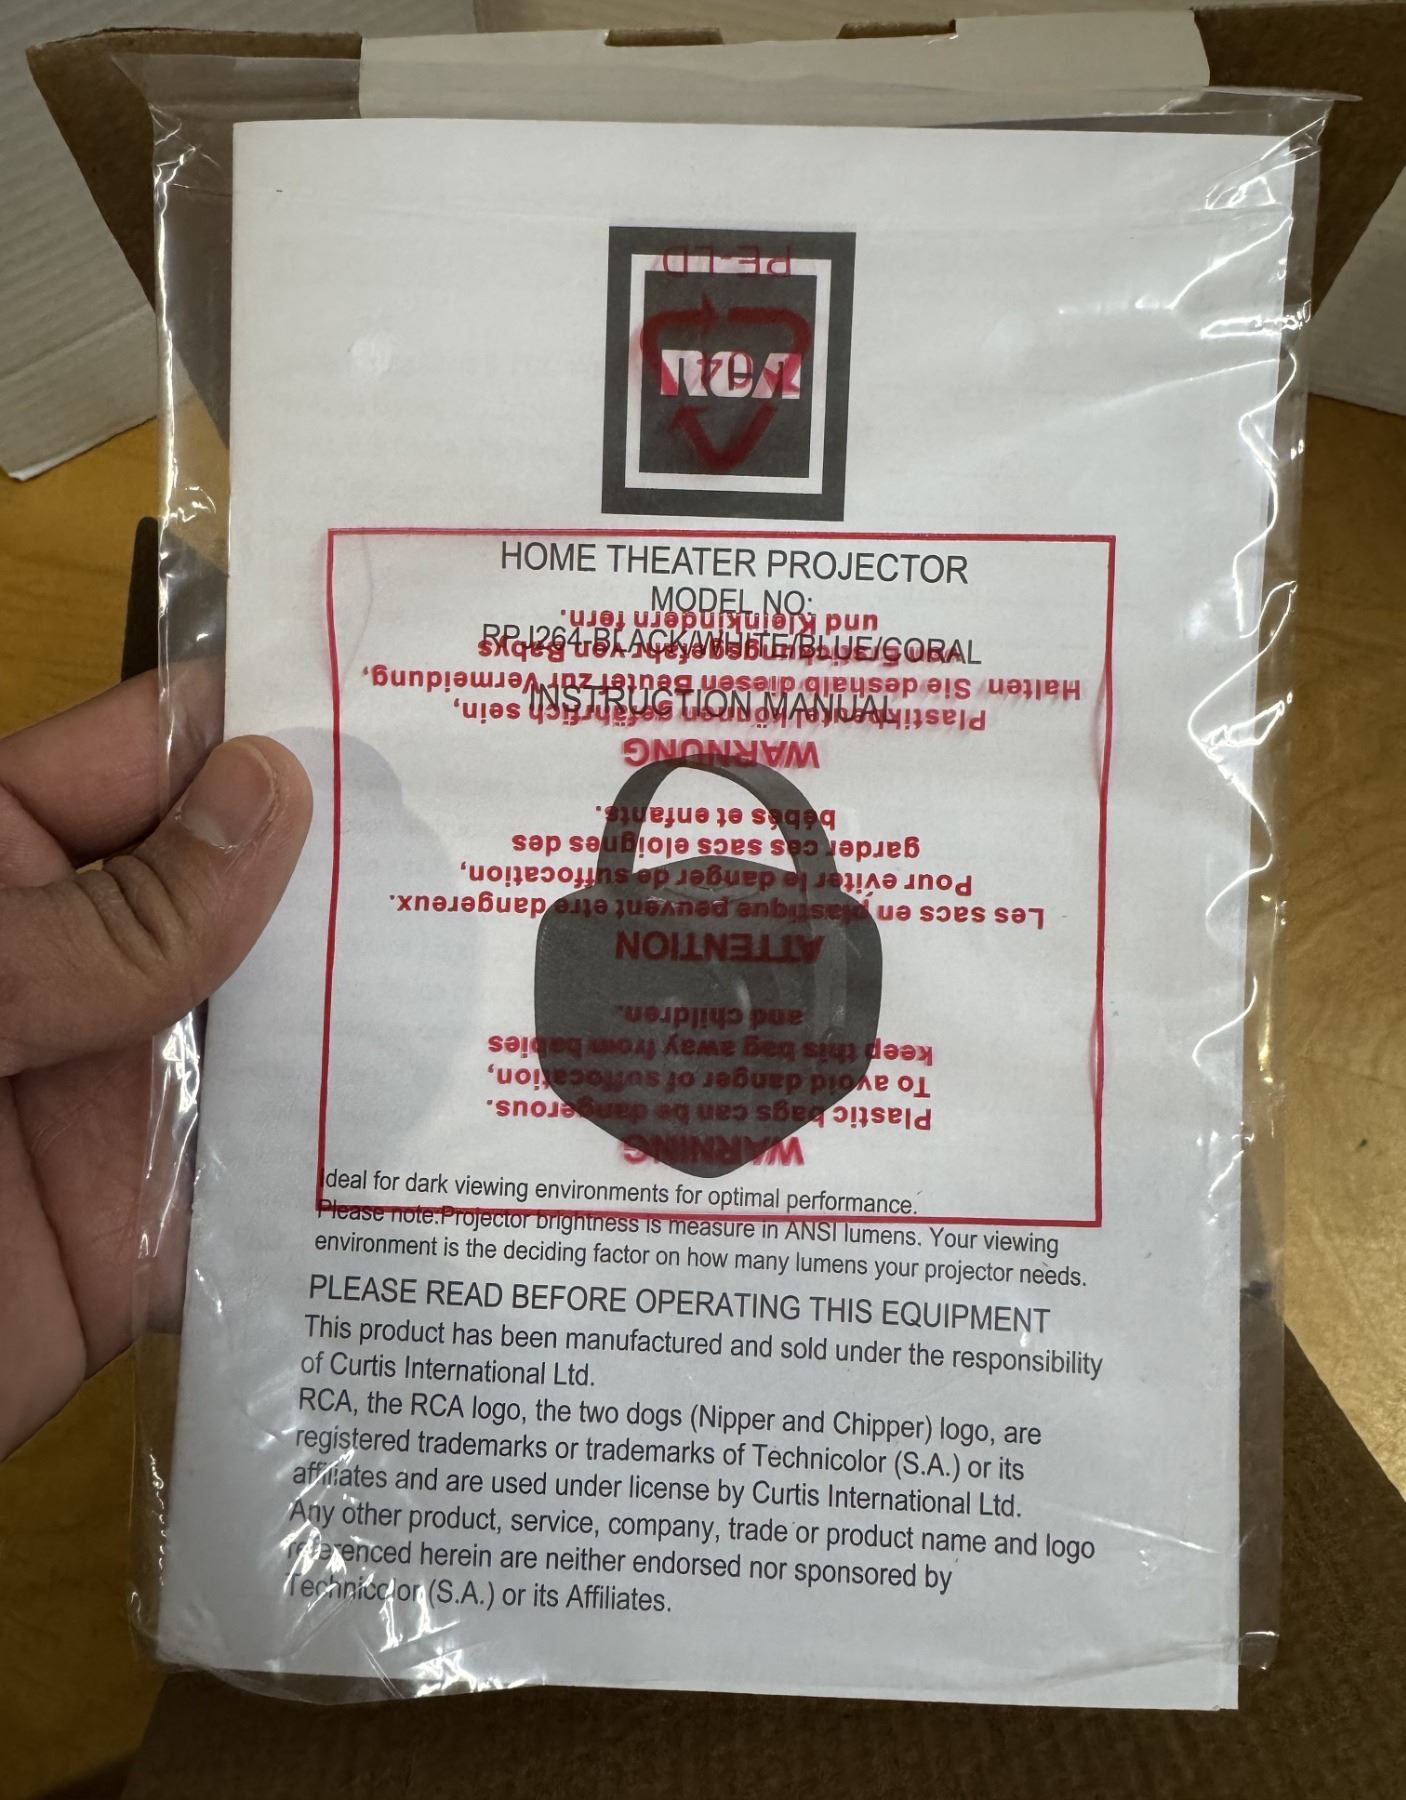 PE-LD
04
RCA
HOME THEATER PROJECTOR
MODEL NO:
RPJ264-BLACK/WHITE/BLUE/CORAL
INSTRUCTION MANUAL
Ideal for dark viewing environments for optimal performance.
Please note:Projector brightness is measure in ANSI lumens. Your viewing
environment is the deciding factor on how many lumens your projector needs.
PLEASE READ BEFORE OPERATING THIS EQUIPMENT
This product has been manufactured and sold under the responsibility
of Curtis International Ltd.
RCA, the RCA logo, the two dogs (Nipper and Chipper) logo, are
registered trademarks or trademarks of Technicolor (S.A.) or its
affiliates and are used under license by Curtis International Ltd.
Any other product, service, company, trade or product name and logo
referenced herein are neither endorsed nor sponsored by
Technicolor (S.A.) or its Affiliates.
WARNING
Plastic bags can be dangerous.
To avoid danger of suffocation,
keep this bag away from babies
and children.
ATTENTION
Les sacs en plastique peuvent etre dangereux.
Pour eviter le danger de suffocation,
garder ces sacs eloignes des
bébés et enfants.
WARNUNG
Plastikbeutel können gefährlich sein,
Halten Sie deshalb diesen Beutel zur Vermeidung,
von Erstickungsgefahr von Babys
und Kleinkindern fern.